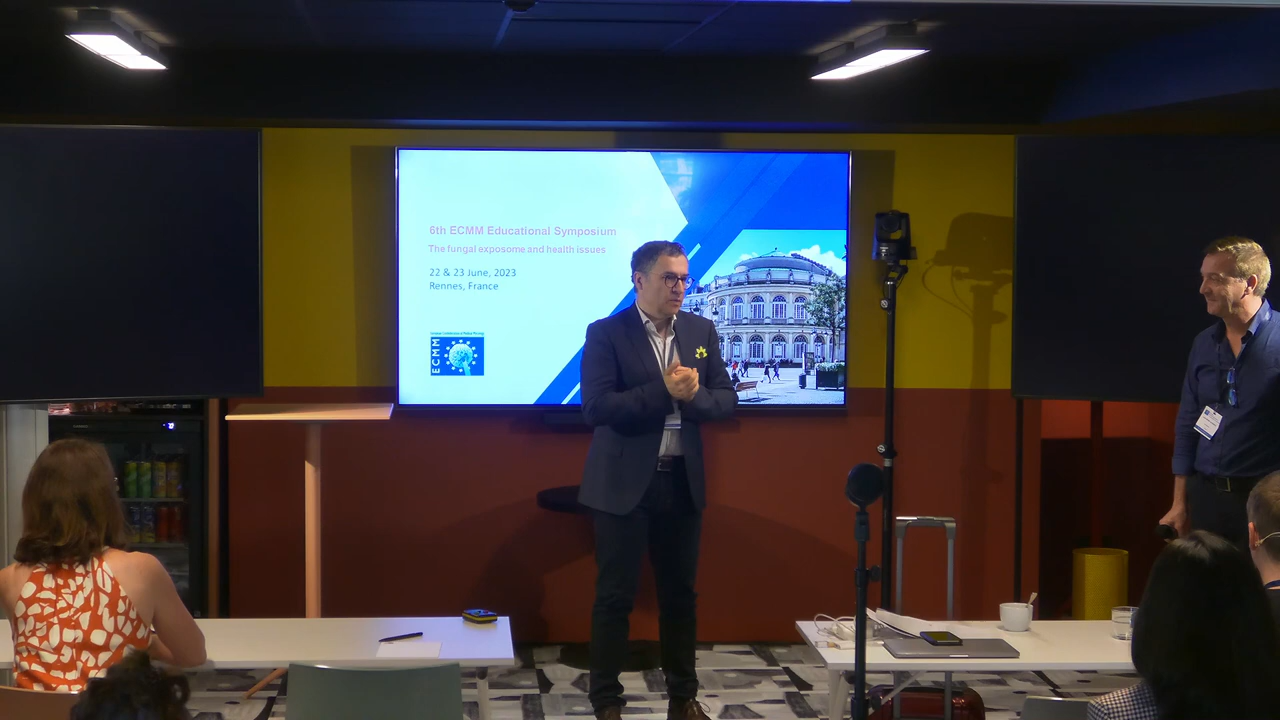 6th ECMM Educational Symposium
The fungal exposome and health issues
22 & 23 June, 2023
Rennes, France
ECMM